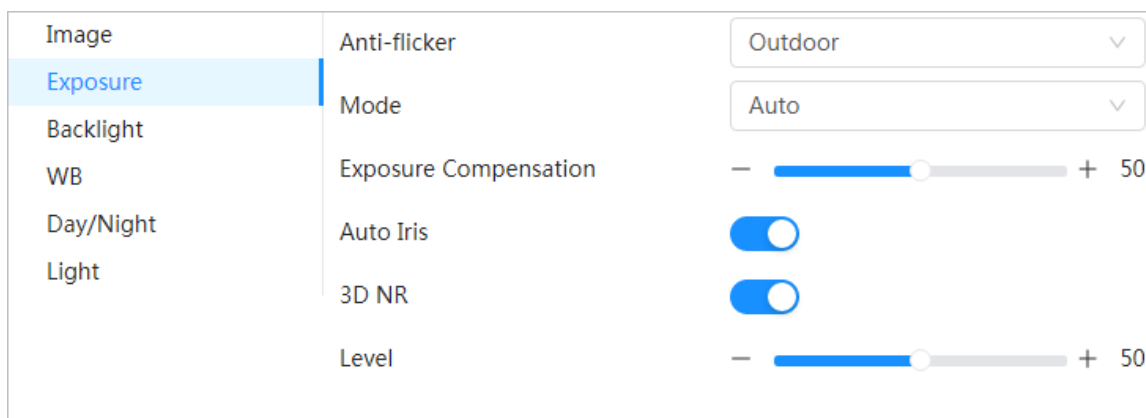 Image
Exposure
Backlight
WB
Day/Night
Light
Anti-flicker Outdoor
Mode Auto
Exposure Compensation — + 50
Auto Iris
3D NR
Level — + 50